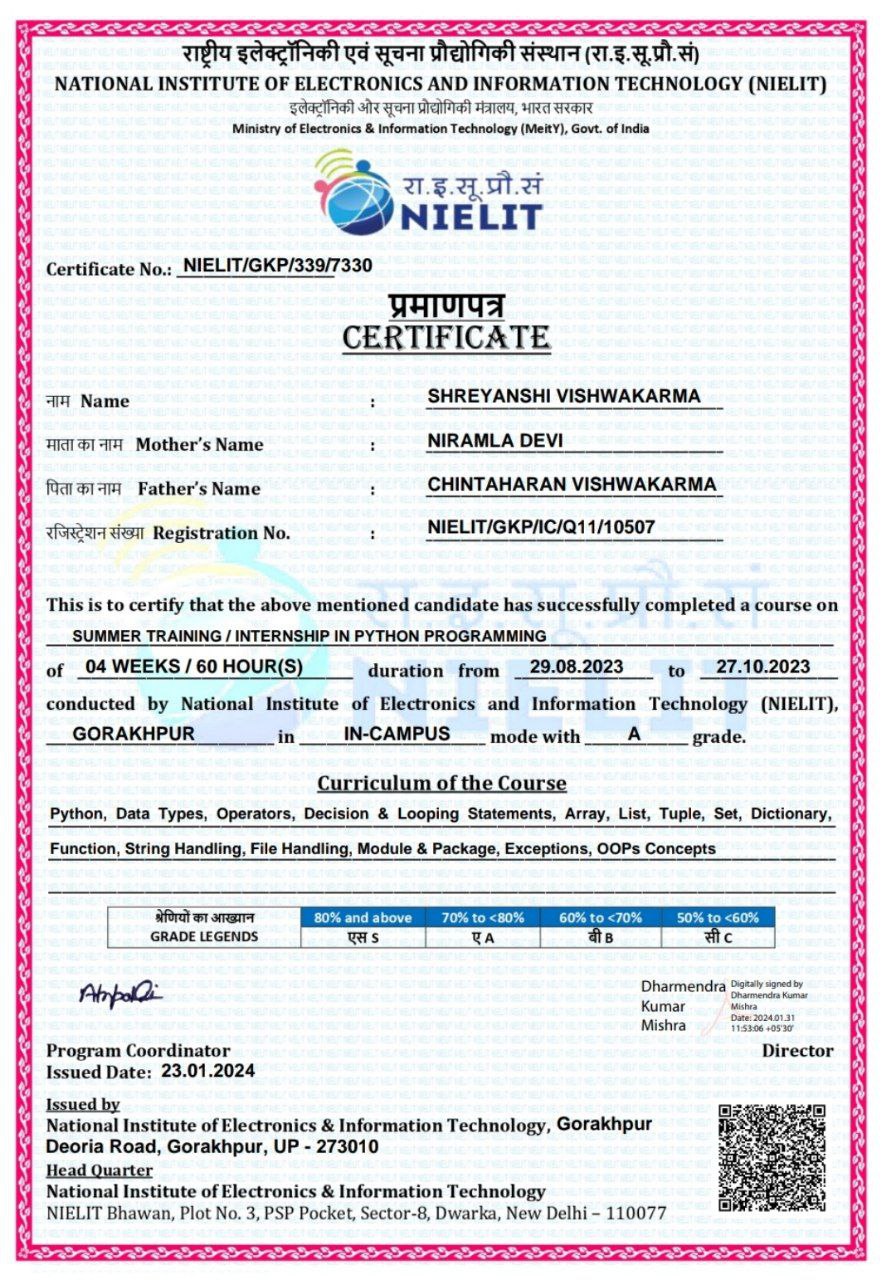 राष्ट्रीय इलेक्ट्रॉनिकी एवं सूचना प्रौद्योगिकी संस्थान (रा.इ.सू.प्रौ.सं)
NATIONAL INSTITUTE OF ELECTRONICS AND INFORMATION TECHNOLOGY (NIELIT)
इलेक्ट्रॉनिकी ओर सूचना प्रोद्योगिकी मंत्रालय, भारत सरकार
Ministry of Electronics & Information Technology (MeitY), Govt. of India
रा.इ.सू.प्रौ.सं
NIELIT
Certificate No.: NIELIT/GKP/339/7330
प्रमाणपत्र
CERTIFICATE
नाम Name : SHREYANSHI VISHWAKARMA
माता का नाम Mother's Name : NIRAMLA DEVI
पिता का नाम Father's Name : CHINTAHARAN VISHWAKARMA
रजिस्ट्रेशन संख्या Registration No. : NIELIT/GKP/IC/Q11/10507
रा.इ.सू.प्रौ.सं
NIELIT
This is to certify that the above mentioned candidate has successfully completed a course on
SUMMER TRAINING / INTERNSHIP IN PYTHON PROGRAMMING
of 04 WEEKS / 60 HOUR(S) duration from 29.08.2023 to 27.10.2023
conducted by National Institute of Electronics and Information Technology (NIELIT),
GORAKHPUR in IN-CAMPUS mode with A grade.
Curriculum of the Course
Python, Data Types, Operators, Decision & Looping Statements, Array, List, Tuple, Set, Dictionary,
Function, String Handling, File Handling, Module & Package, Exceptions, OOPs Concepts
श्रेणियों का आख्यान 80% and above 70% to <80% 60% to <70% 50% to <60%
GRADE LEGENDS एस S ए A बी B सी C
Dharmendra Kumar Mishra
Digitally signed by
Dharmendra Kumar
Mishra
Date: 2024.01.31
11:53:06 +05'30'
Program Coordinator Director
Issued Date: 23.01.2024
Issued by
National Institute of Electronics & Information Technology, Gorakhpur
Deoria Road, Gorakhpur, UP - 273010
Head Quarter
National Institute of Electronics & Information Technology
NIELIT Bhawan, Plot No. 3, PSP Pocket, Sector-8, Dwarka, New Delhi – 110077